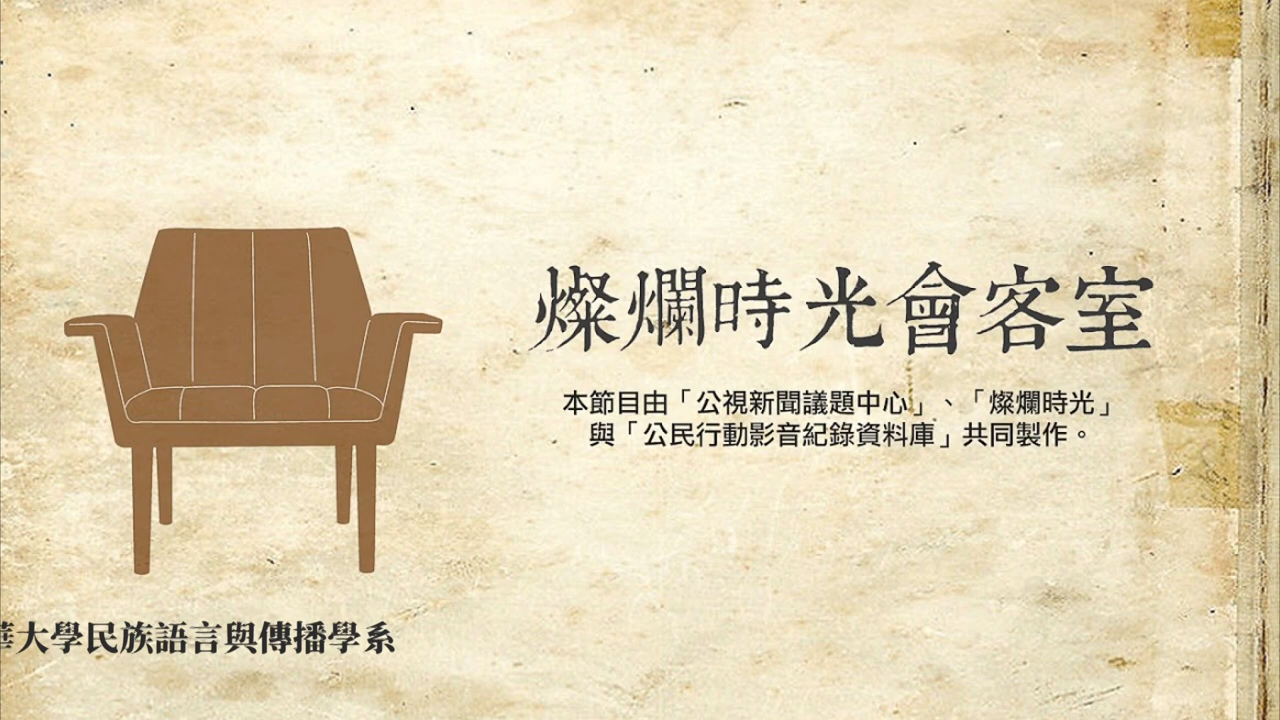 燦爛時光會客室
本節目由「公視新聞議題中心」、「燦爛時光」
與「公民行動影音紀錄資料庫」共同製作。
華大學民族語言與傳播學系